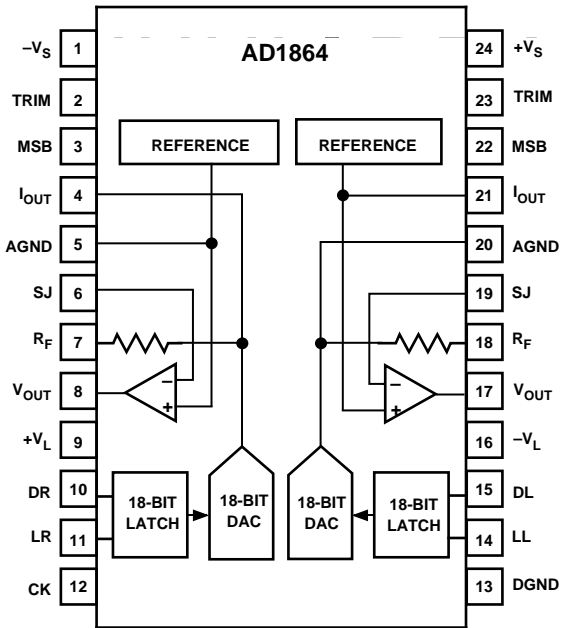 AD1864
–VS 1
24 +VS
TRIM 2
23 TRIM
MSB 3
REFERENCE
REFERENCE
22 MSB
IOUT 4
21 IOUT
AGND 5
20 AGND
SJ 6
19 SJ
RF 7
18 RF
VOUT 8
–
+
–
+
17 VOUT
+VL 9
16 –VL
DR 10
18-BIT
LATCH
18-BIT
DAC
18-BIT
DAC
18-BIT
LATCH
15 DL
LR 11
14 LL
CK 12
13 DGND